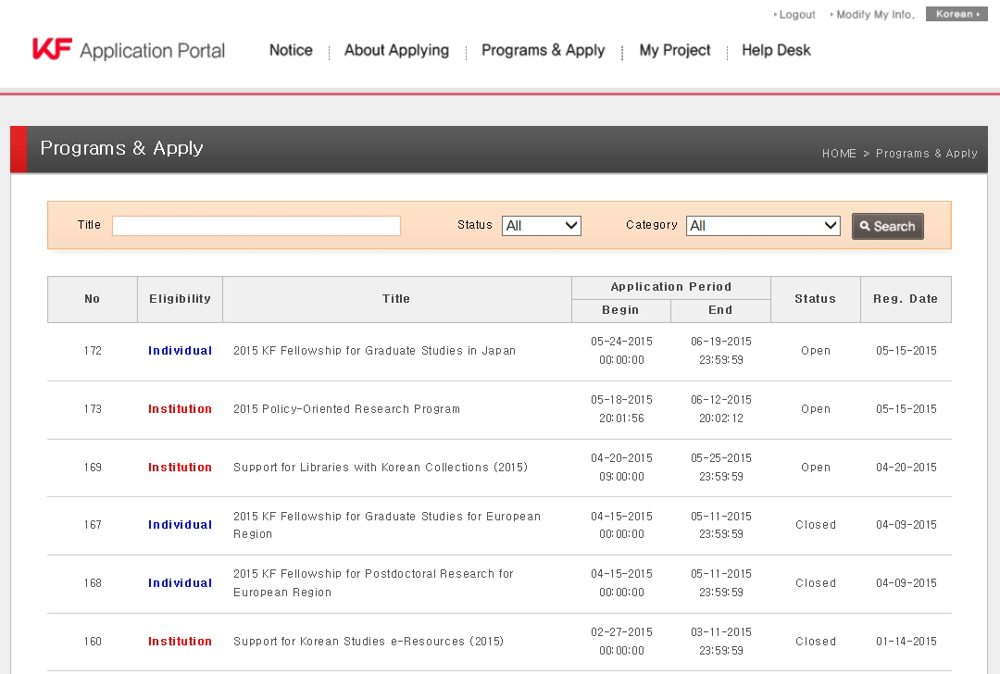 Logout Modify My Info. Korean
KF Application Portal Notice About Applying Programs & Apply My Project Help Desk
Programs & Apply
HOME > Programs & Apply
Title Status All Category All Search
No Eligibility Title Application Period Status Reg. Date
Begin End
172 Individual 2015 KF Fellowship for Graduate Studies in Japan 05-24-2015 06-19-2015 Open 05-15-2015
00:00:00 23:59:59
173 Institution 2015 Policy-Oriented Research Program 05-18-2015 06-12-2015 Open 05-15-2015
20:01:56 20:02:12
169 Institution Support for Libraries with Korean Collections (2015) 04-20-2015 05-25-2015 Open 04-20-2015
09:00:00 23:59:59
167 Individual 2015 KF Fellowship for Graduate Studies for European 04-15-2015 05-11-2015 Closed 04-09-2015
Region 00:00:00 23:59:59
168 Individual 2015 KF Fellowship for Postdoctoral Research for 04-15-2015 05-11-2015 Closed 04-09-2015
European Region 00:00:00 23:59:59
160 Institution Support for Korean Studies e-Resources (2015) 02-27-2015 03-11-2015 Closed 01-14-2015
00:00:00 23:59:59